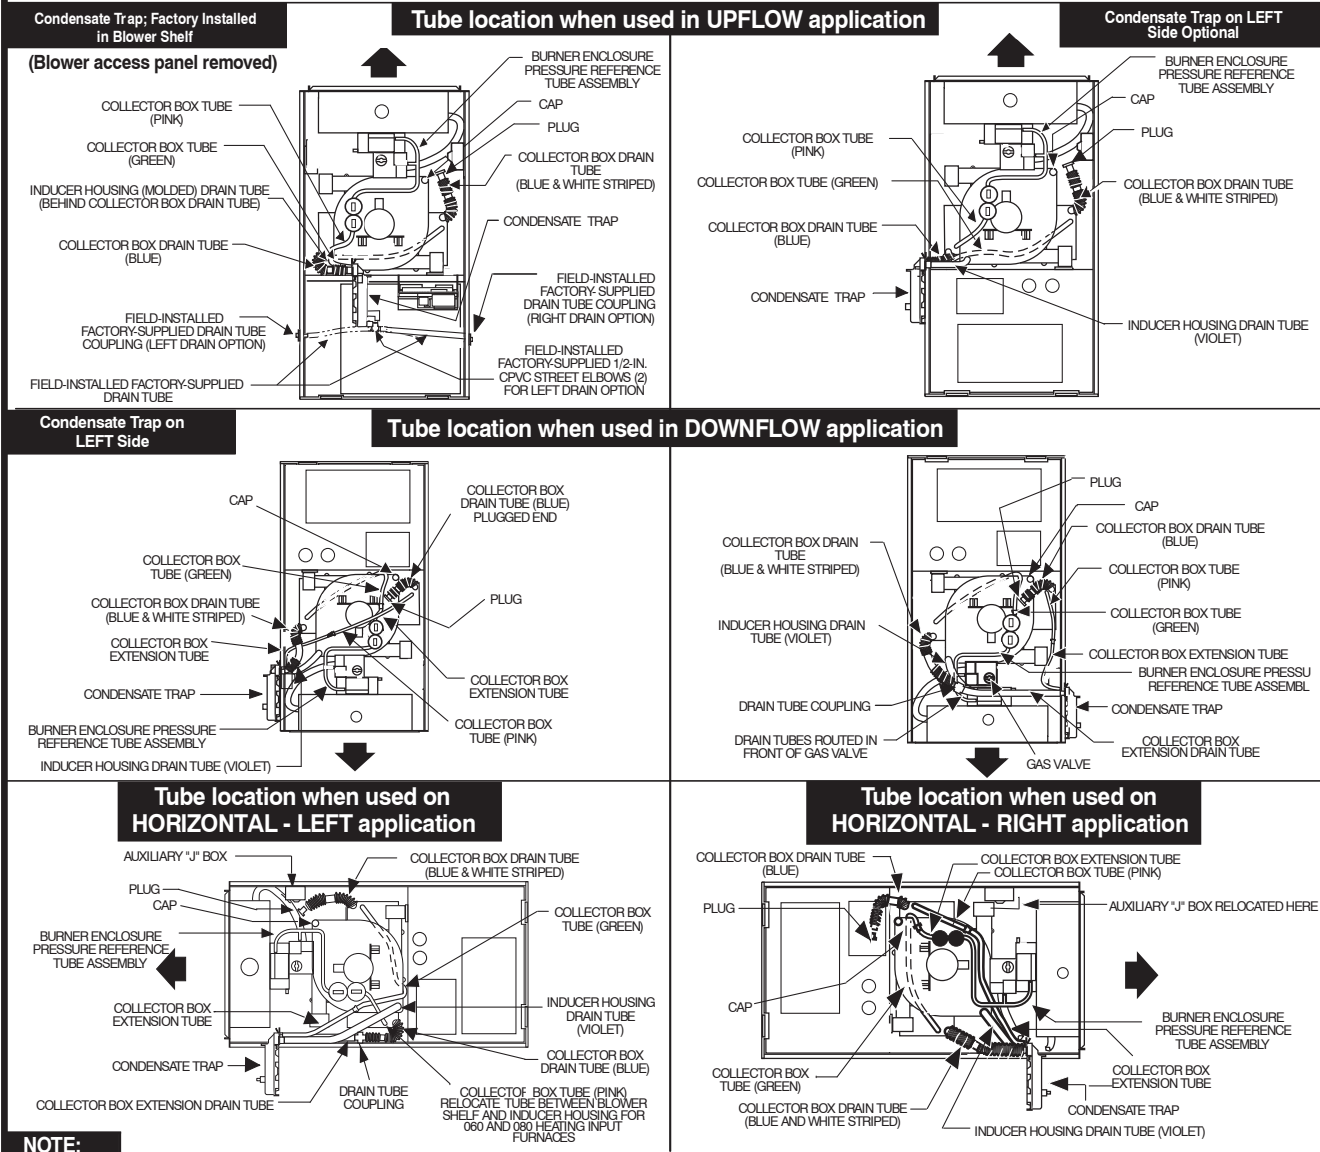 Condensate Trap; Factory Installed
in Blower Shelf
Tube location when used in UPFLOW application
Condensate Trap on LEFT
Side Optional
(Blower access panel removed)
COLLECTOR BOX TUBE
(PINK)
COLLECTOR BOX TUBE
(GREEN)
INDUCER HOUSING (MOLDED) DRAIN TUBE
(BEHIND COLLECTOR BOX DRAIN TUBE)
COLLECTOR BOX DRAIN TUBE
(BLUE)
FIELD-INSTALLED
FACTORY-SUPPLIED DRAIN TUBE
COUPLING (LEFT DRAIN OPTION)
FIELD-INSTALLED FACTORY-SUPPLIED
DRAIN TUBE
BURNER ENCLOSURE
PRESSURE REFERENCE
TUBE ASSEMBLY
CAP
PLUG
COLLECTOR BOX DRAIN
TUBE
(BLUE & WHITE STRIPED)
CONDENSATE TRAP
FIELD-INSTALLED
FACTORY-SUPPLIED
DRAIN TUBE COUPLING
(RIGHT DRAIN OPTION)
FIELD-INSTALLED
FACTORY-SUPPLIED 1/2-IN.
CPVC STREET ELBOWS (2)
FOR LEFT DRAIN OPTION
COLLECTOR BOX TUBE
(PINK)
COLLECTOR BOX TUBE (GREEN)
COLLECTOR BOX DRAIN TUBE
(BLUE)
CONDENSATE TRAP
BURNER ENCLOSURE
PRESSURE REFERENCE
TUBE ASSEMBLY
CAP
PLUG
COLLECTOR BOX DRAIN TUBE
(BLUE & WHITE STRIPED)
INDUCER HOUSING DRAIN TUBE
(VIOLET)
Condensate Trap on
LEFT Side
Tube location when used in DOWNFLOW application
CAP
COLLECTOR BOX
TUBE (GREEN)
COLLECTOR BOX DRAIN TUBE
(BLUE & WHITE STRIPED)
COLLECTOR BOX
EXTENSION TUBE
CONDENSATE TRAP
BURNER ENCLOSURE PRESSURE
REFERENCE TUBE ASSEMBLY
INDUCER HOUSING DRAIN TUBE (VIOLET)
COLLECTOR BOX
DRAIN TUBE (BLUE)
PLUGGED END
PLUG
COLLECTOR BOX
EXTENSION TUBE
COLLECTOR BOX
TUBE (PINK)
COLLECTOR BOX DRAIN
TUBE
(BLUE & WHITE STRIPED)
INDUCER HOUSING DRAIN
TUBE (VIOLET)
DRAIN TUBE COUPLING
DRAIN TUBES ROUTED IN
FRONT OF GAS VALVE
PLUG
CAP
COLLECTOR BOX DRAIN TUBE
(BLUE)
COLLECTOR BOX TUBE
(PINK)
COLLECTOR BOX TUBE
(GREEN)
COLLECTOR BOX EXTENSION TUBE
BURNER ENCLOSURE PRESSU
REFERENCE TUBE ASSEMBL
CONDENSATE TRAP
COLLECTOR BOX
EXTENSION DRAIN TUBE
GAS VALVE
Tube location when used on
HORIZONTAL - LEFT application
AUXILIARY "J" BOX
PLUG
CAP
BURNER ENCLOSURE
PRESSURE REFERENCE
TUBE ASSEMBLY
COLLECTOR BOX
EXTENSION TUBE
CONDENSATE TRAP
COLLECTOR BOX EXTENSION DRAIN TUBE
DRAIN TUBE
COUPLING
COLLECTOR BOX DRAIN TUBE
(BLUE & WHITE STRIPED)
COLLECTOR BOX
TUBE (GREEN)
INDUCER HOUSING
DRAIN TUBE
(VIOLET)
COLLECTOR BOX
DRAIN TUBE (BLUE)
COLLECTOR BOX TUBE (PINK)
RELOCATE TUBE BETWEEN BLOWER
SHELF AND INDUCER HOUSING FOR
060 AND 080 HEATING INPUT
FURNACES
Tube location when used on
HORIZONTAL - RIGHT application
COLLECTOR BOX DRAIN TUBE
(BLUE)
PLUG
CAP
COLLECTOR BOX
TUBE (GREEN)
COLLECTOR BOX DRAIN TUBE
(BLUE AND WHITE STRIPED)
COLLECTOR BOX EXTENSION TUBE
COLLECTOR BOX TUBE (PINK)
AUXILIARY "J" BOX RELOCATED HERE
BURNER ENCLOSURE
PRESSURE REFERENCE
TUBE ASSEMBLY
COLLECTOR BOX
EXTENSION TUBE
CONDENSATE TRAP
INDUCER HOUSING DRAIN TUBE (VIOLET)
NOTE: